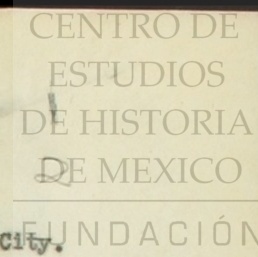 CENTRO DE
ESTUDIOS
DE HISTORIA
DE MEXICO
FUNDACIÓN
City.